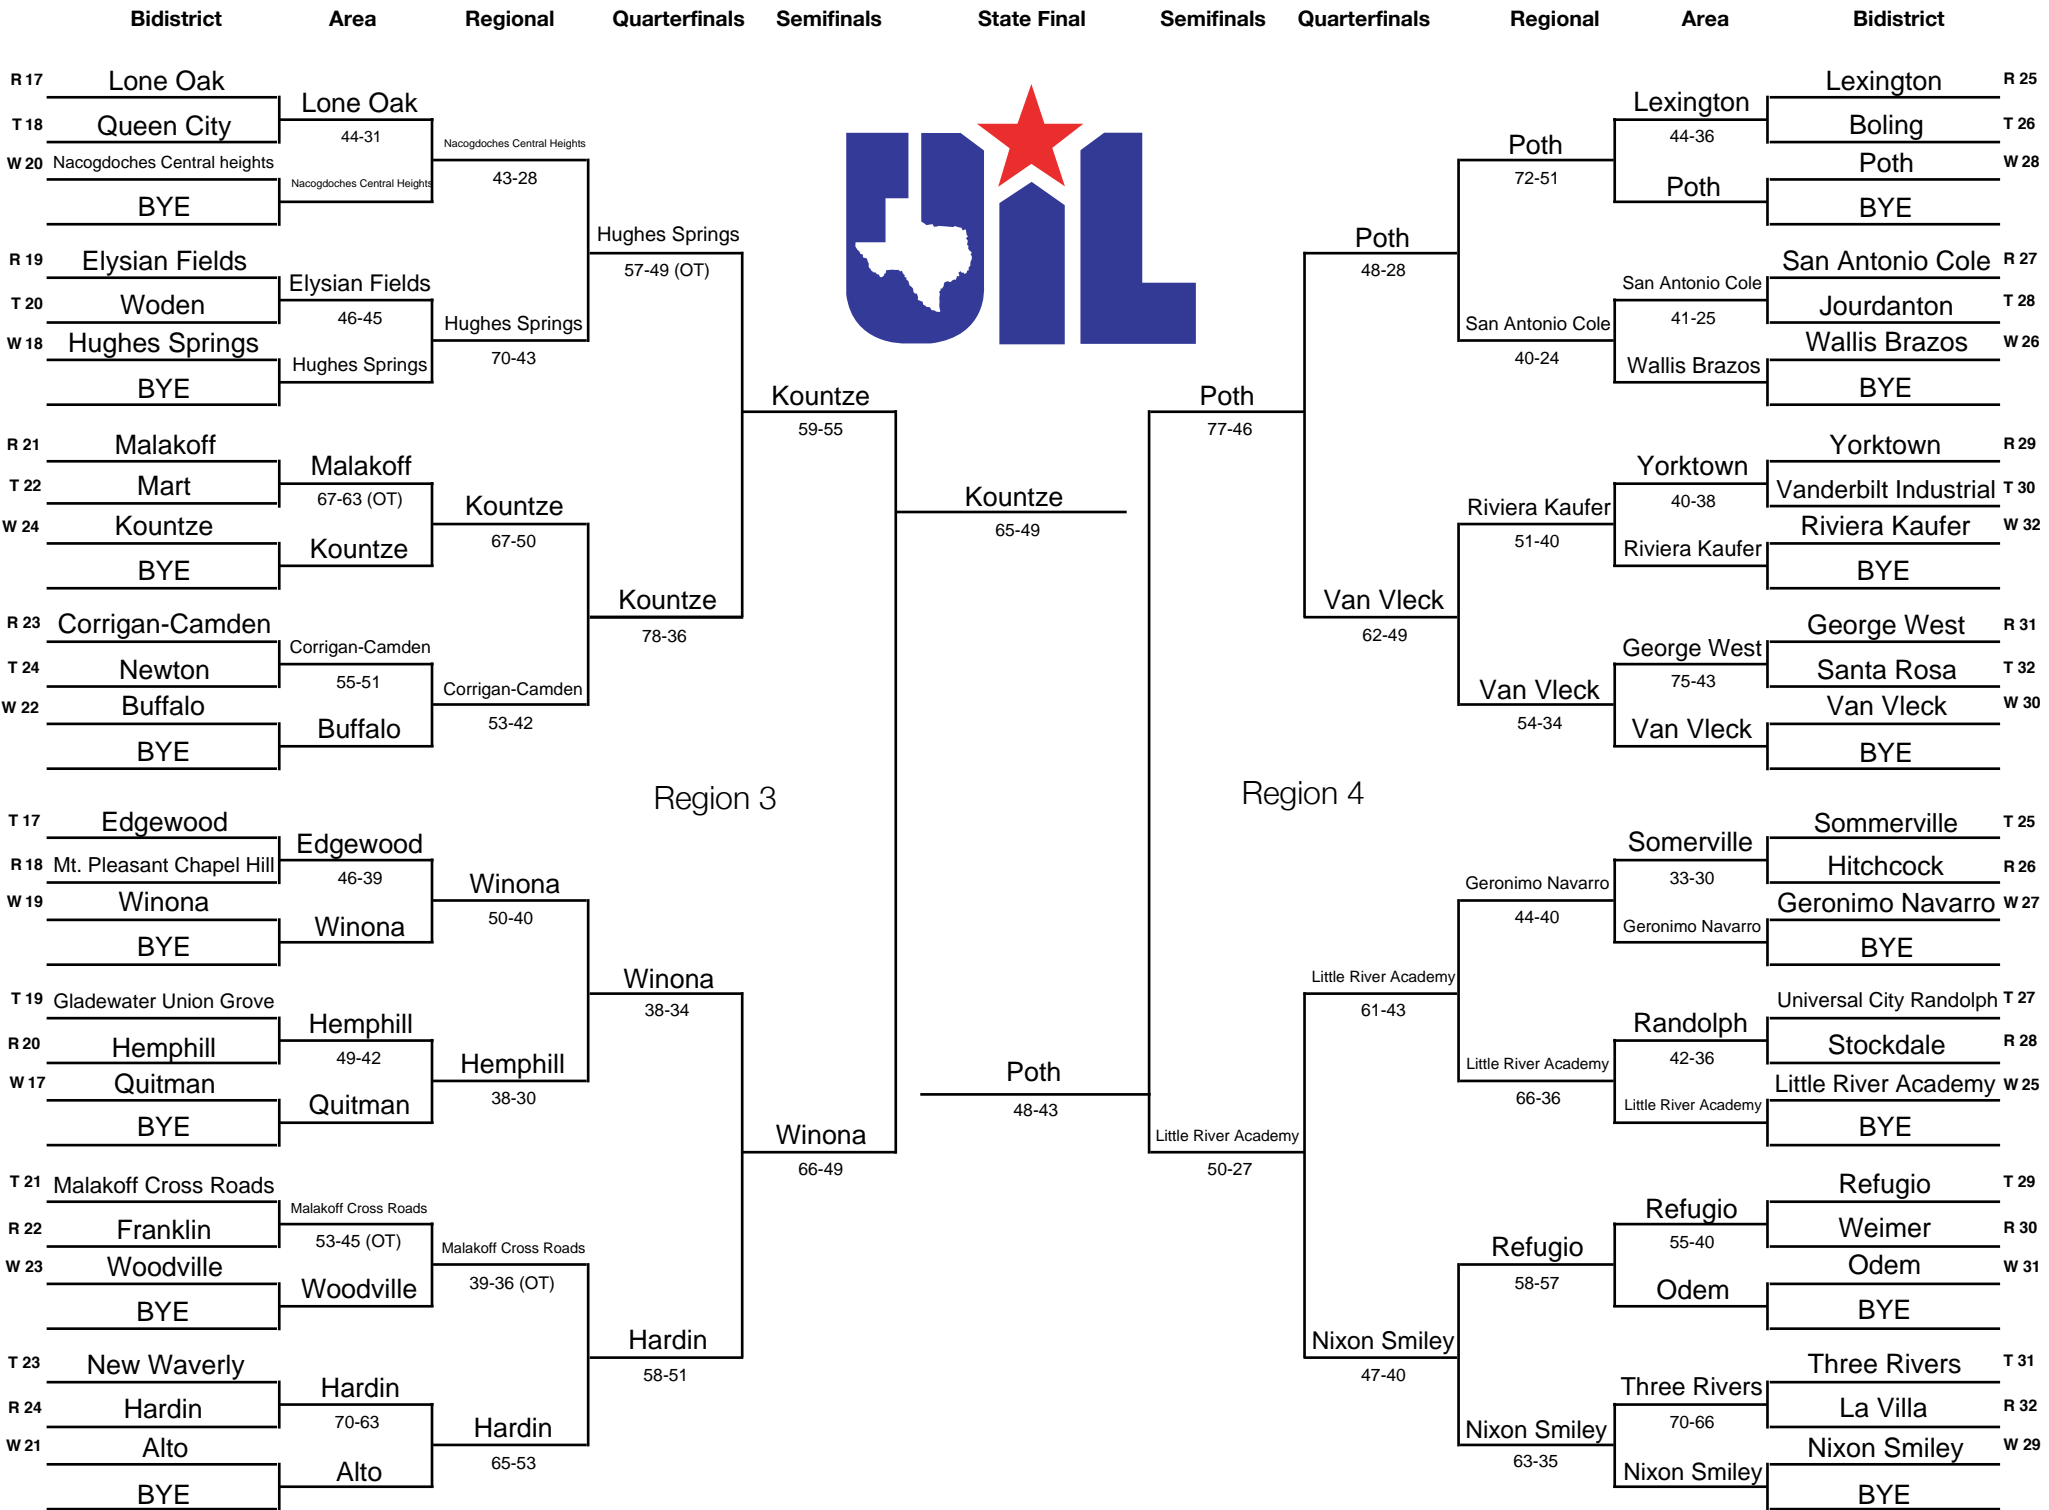 Bidistrict Area Regional Quarterfinals Semifinals State Final Semifinals Quarterfinals Regional Area Bidistrict
R 17 Lone Oak
T 18 Queen City
W 20 Nacogdoches Central heights
BYE
R 19 Elysian Fields
T 20 Woden
W 18 Hughes Springs
BYE
R 21 Malakoff
T 22 Mart
W 24 Kountze
BYE
R 23 Corrigan-Camden
T 24 Newton
W 22 Buffalo
BYE
T 17 Edgewood
R 18 Mt. Pleasant Chapel Hill
W 19 Winona
BYE
T 19 Gladewater Union Grove
R 20 Hemphill
W 17 Quitman
BYE
T 21 Malakoff Cross Roads
R 22 Franklin
W 23 Woodville
BYE
T 23 New Waverly
R 24 Hardin
W 21 Alto
BYE
Lone Oak
44-31
Nacogdoches Central Heights
Elysian Fields
46-45
Hughes Springs
Malakoff
67-63 (OT)
Kountze
Corrigan-Camden
55-51
Buffalo
Edgewood
46-39
Winona
Hemphill
49-42
Quitman
Malakoff Cross Roads
53-45 (OT)
Woodville
Hardin
70-63
Alto
Nacogdoches Central Heights
43-28
Hughes Springs
70-43
Kountze
67-50
Corrigan-Camden
53-42
Winona
50-40
Hemphill
38-30
Malakoff Cross Roads
39-36 (OT)
Hardin
65-53
Hughes Springs
57-49 (OT)
Kountze
78-36
Region 3
Winona
38-34
Hardin
58-51
Kountze
59-55
Winona
66-49
UIL
Kountze
65-49
Poth
48-43
Poth
77-46
Little River Academy
50-27
Poth
48-28
Van Vleck
62-49
Region 4
Little River Academy
61-43
Nixon Smiley
47-40
Poth
72-51
San Antonio Cole
40-24
Riviera Kaufer
51-40
Van Vleck
54-34
Geronimo Navarro
44-40
Little River Academy
66-36
Refugio
58-57
Nixon Smiley
63-35
Lexington
44-36
Poth
San Antonio Cole
41-25
Wallis Brazos
Yorktown
40-38
Riviera Kaufer
George West
75-43
Van Vleck
Somerville
33-30
Geronimo Navarro
Randolph
42-36
Little River Academy
Refugio
55-40
Odem
Three Rivers
70-66
Nixon Smiley
Lexington R 25
Boling T 26
Poth W 28
BYE
San Antonio Cole R 27
Jourdanton T 28
Wallis Brazos W 26
BYE
Yorktown R 29
Vanderbilt Industrial T 30
Riviera Kaufer W 32
BYE
George West R 31
Santa Rosa T 32
Van Vleck W 30
BYE
Sommerville T 25
Hitchcock R 26
Geronimo Navarro W 27
BYE
Universal City Randolph T 27
Stockdale R 28
Little River Academy W 25
BYE
Refugio T 29
Weimer R 30
Odem W 31
BYE
Three Rivers T 31
La Villa R 32
Nixon Smiley W 29
BYE